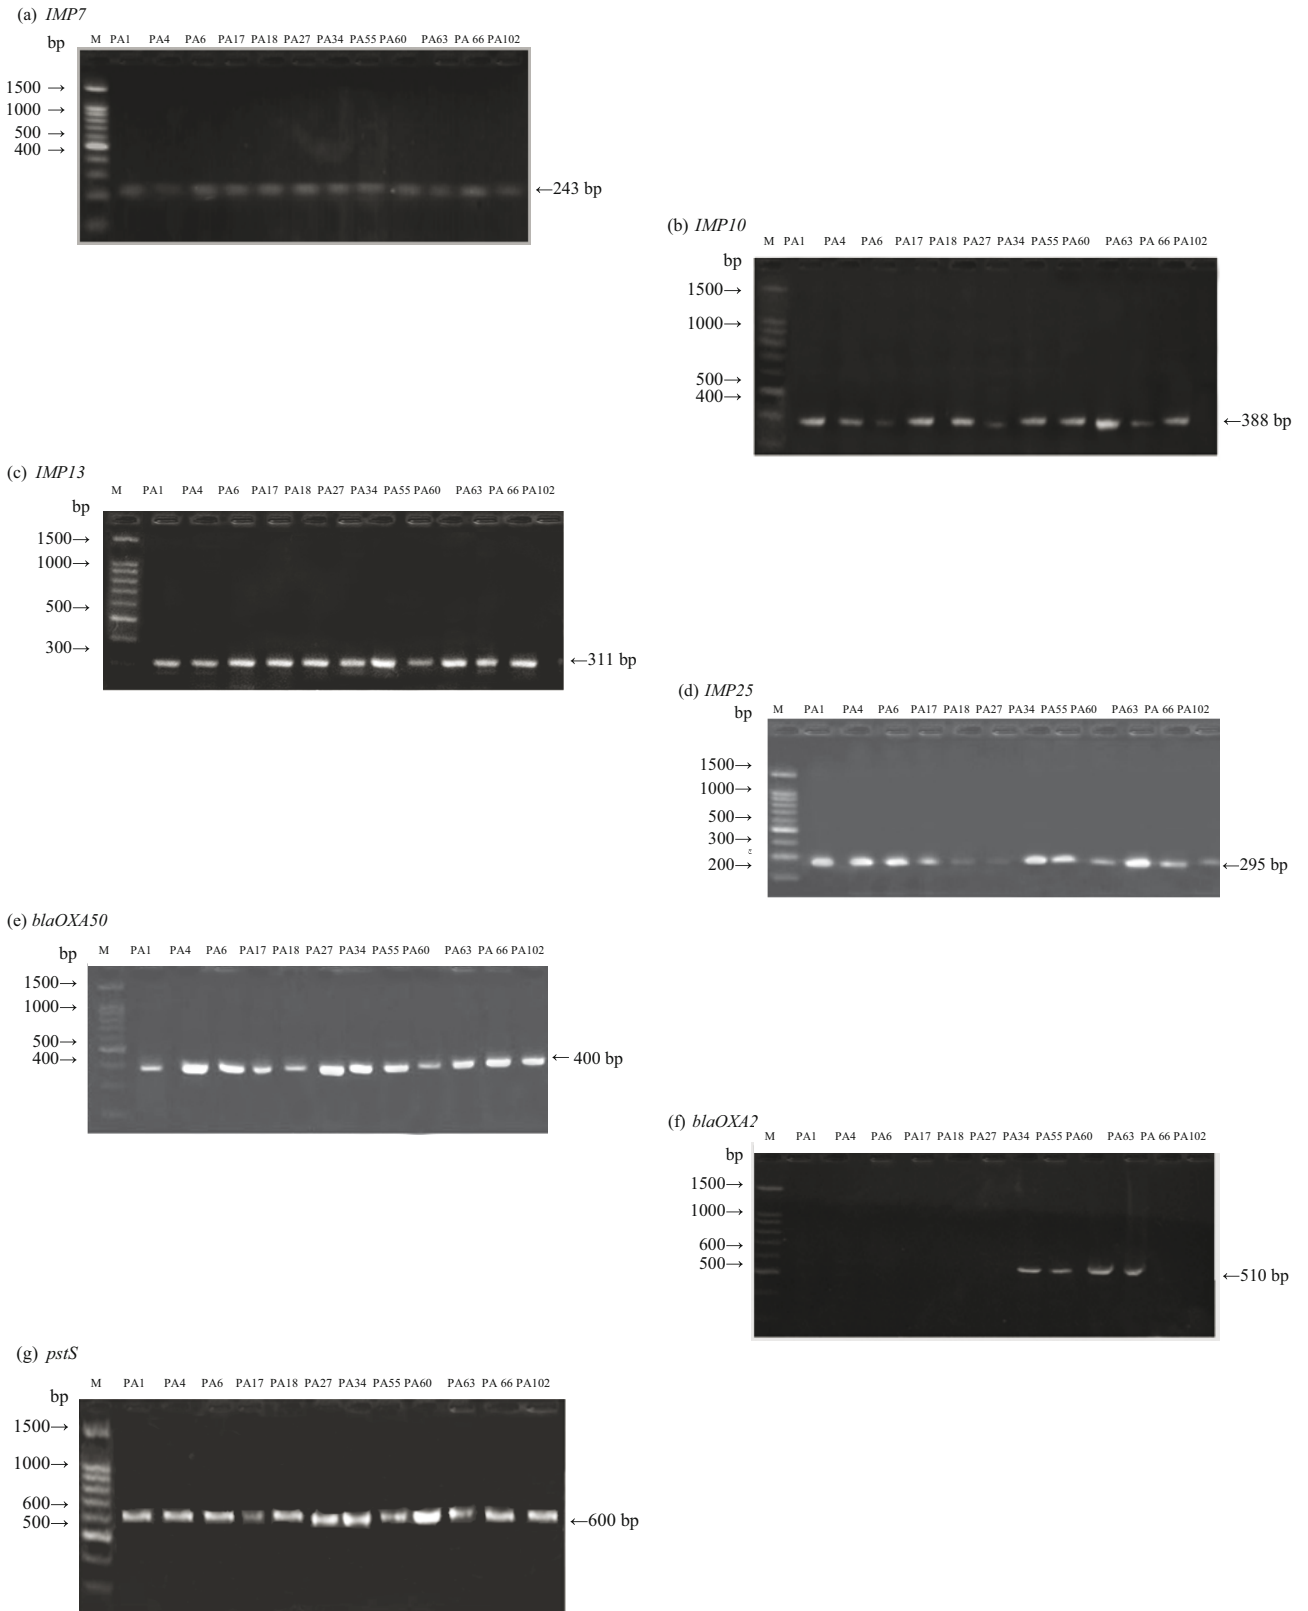 (a) IMP7
bp M PA1 PA4 PA6 PA17 PA18 PA27 PA34 PA55 PA60 PA63 PA 66 PA102
1500 →
1000 →
500 →
400 →
←243 bp
(b) IMP10
M PA1 PA4 PA6 PA17 PA18 PA27 PA34 PA55 PA60 PA63 PA 66 PA102
bp
1500→
1000→
500→
400→
←388 bp
(c) IMP13
M PA1 PA4 PA6 PA17 PA18 PA27 PA34 PA55 PA60 PA63 PA 66 PA102
bp
1500→
1000→
500→
300→
←311 bp
(d) IMP25
M PA1 PA4 PA6 PA17 PA18 PA27 PA34 PA55 PA60 PA63 PA 66 PA102
bp
1500→
1000→
500→
300→
200→
←295 bp
(e) blaOXA50
M PA1 PA4 PA6 PA17 PA18 PA27 PA34 PA55 PA60 PA63 PA 66 PA102
bp
1500→
1000→
500→
400→
← 400 bp
(f) blaOXA2
M PA1 PA4 PA6 PA17 PA18 PA27 PA34 PA55 PA60 PA63 PA 66 PA102
bp
1500→
1000→
600→
500→
←510 bp
(g) pstS
M PA1 PA4 PA6 PA17 PA18 PA27 PA34 PA55 PA60 PA63 PA 66 PA102
bp
1500→
1000→
600→
500→
←600 bp